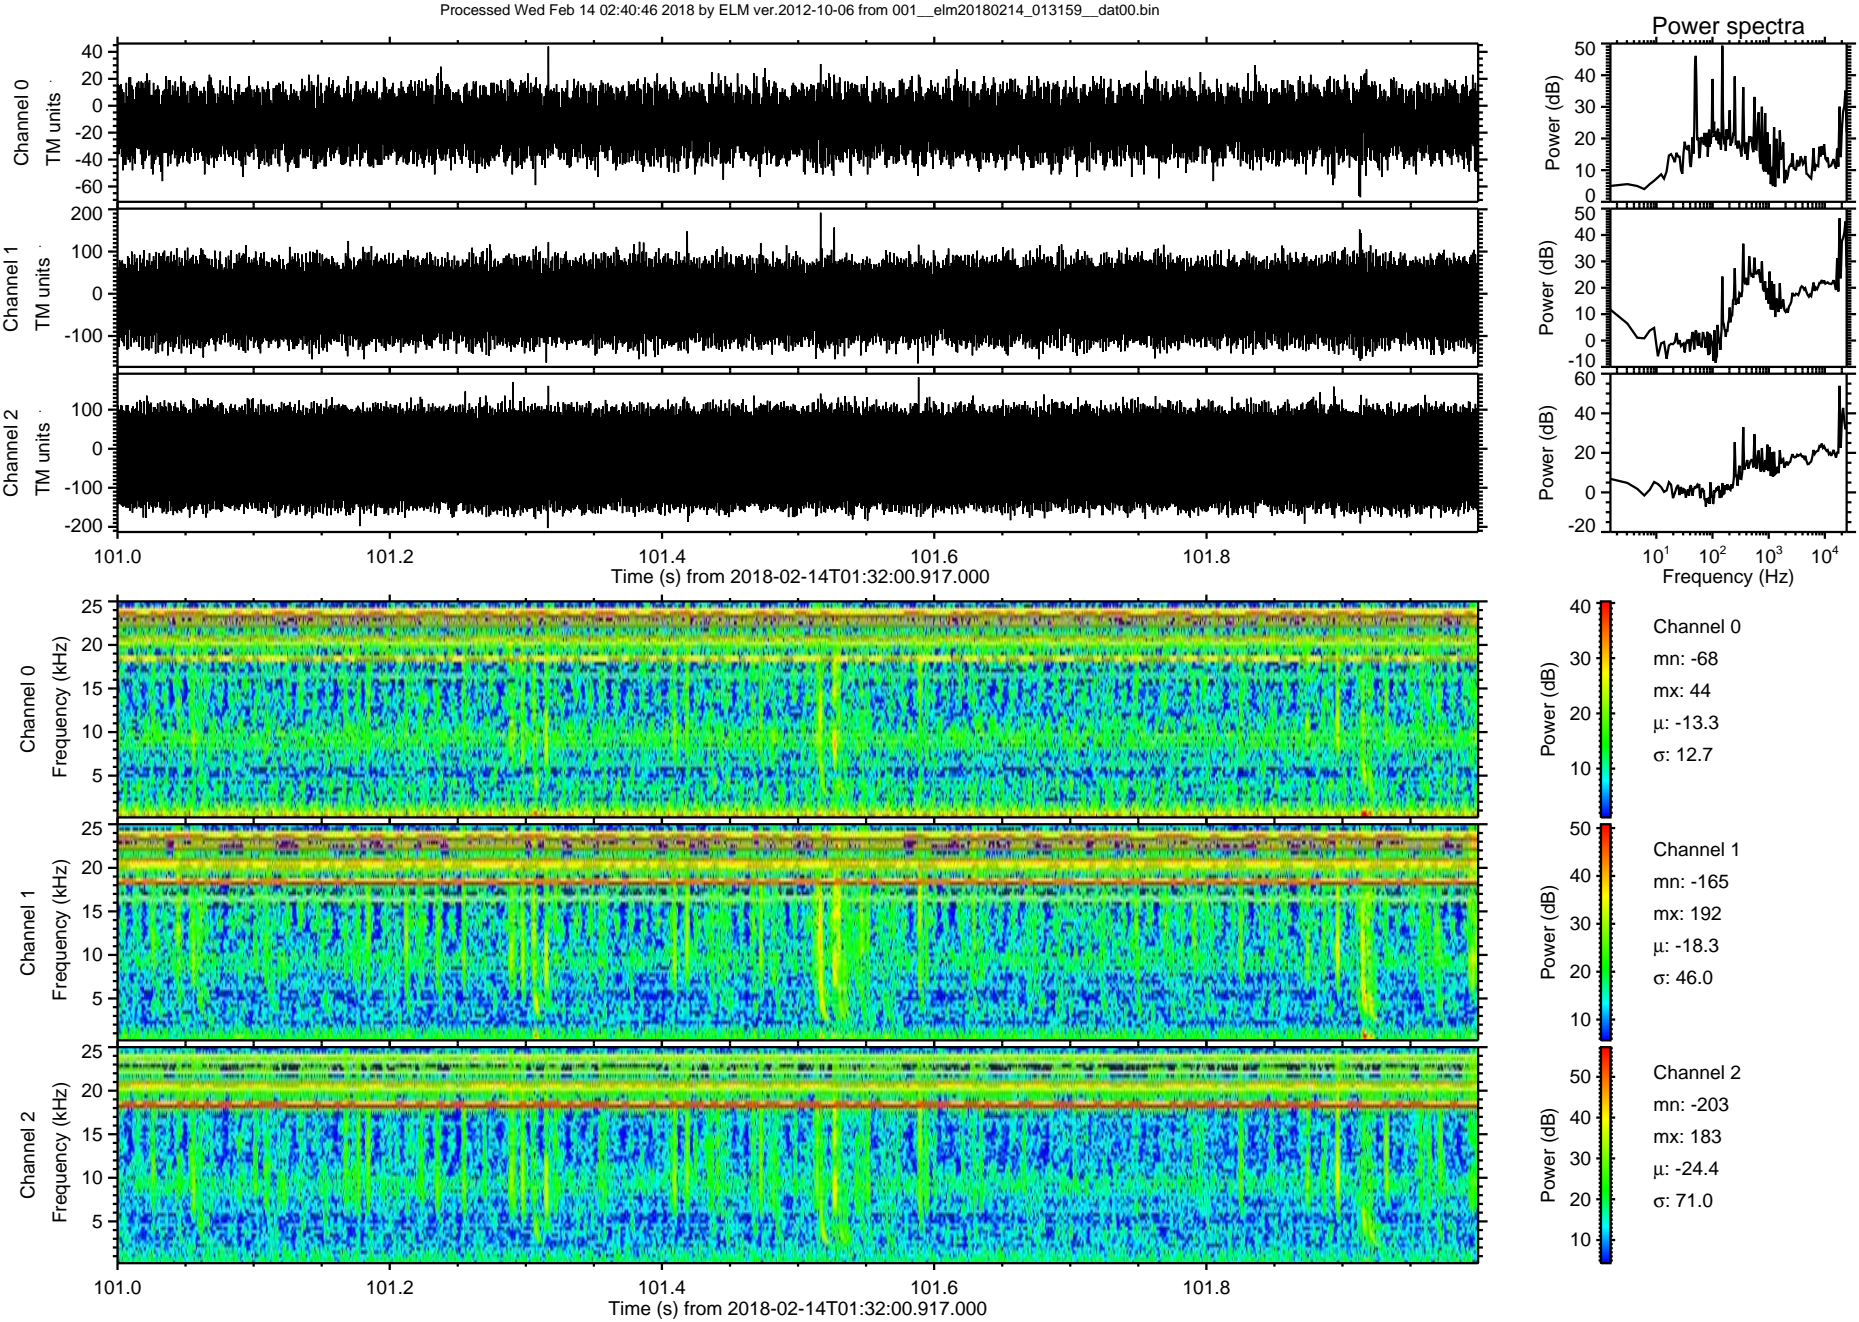 Processed Wed Feb 14 02:40:46 2018 by ELM ver.2012-10-06 from 001__elm20180214_013159__dat00.bin
Power spectra
Channel 0
TM units
40
20
0
-20
-40
-60
Power (dB)
50
40
30
20
10
0
Channel 1
TM units
200
100
0
-100
Power (dB)
50
40
30
20
10
0
-10
Channel 2
TM units
100
0
-100
-200
Power (dB)
60
40
20
0
-20
101.0 101.2 101.4 101.6 101.8
Time (s) from 2018-02-14T01:32:00.917.000
10¹ 10² 10³ 10⁴
Frequency (Hz)
Channel 0
Frequency (kHz)
25
20
15
10
5
Power (dB)
40
30
20
10
Channel 0
mn: -68
mx: 44
μ: -13.3
σ: 12.7
Channel 1
Frequency (kHz)
25
20
15
10
5
Power (dB)
50
40
30
20
10
Channel 1
mn: -165
mx: 192
μ: -18.3
σ: 46.0
Channel 2
Frequency (kHz)
25
20
15
10
5
Power (dB)
50
40
30
20
10
Channel 2
mn: -203
mx: 183
μ: -24.4
σ: 71.0
101.0 101.2 101.4 101.6 101.8
Time (s) from 2018-02-14T01:32:00.917.000